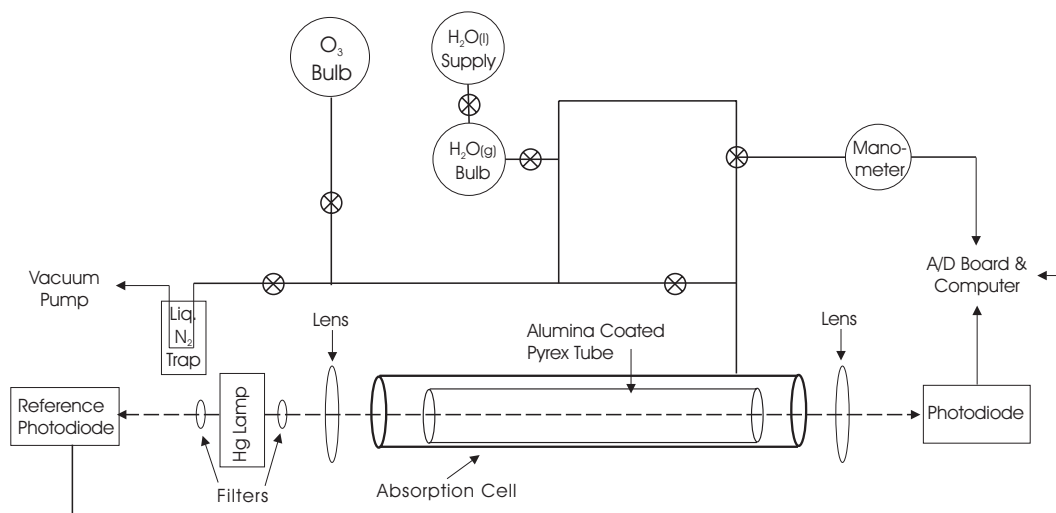 O₃
Bulb
H₂O(l)
Supply
H₂O(g)
Bulb
Mano-
meter
Vacuum
Pump
Liq.
N₂
Trap
A/D Board &
Computer
Lens
Alumina Coated
Pyrex Tube
Lens
Reference
Photodiode
Hg Lamp
Photodiode
Filters
Absorption Cell